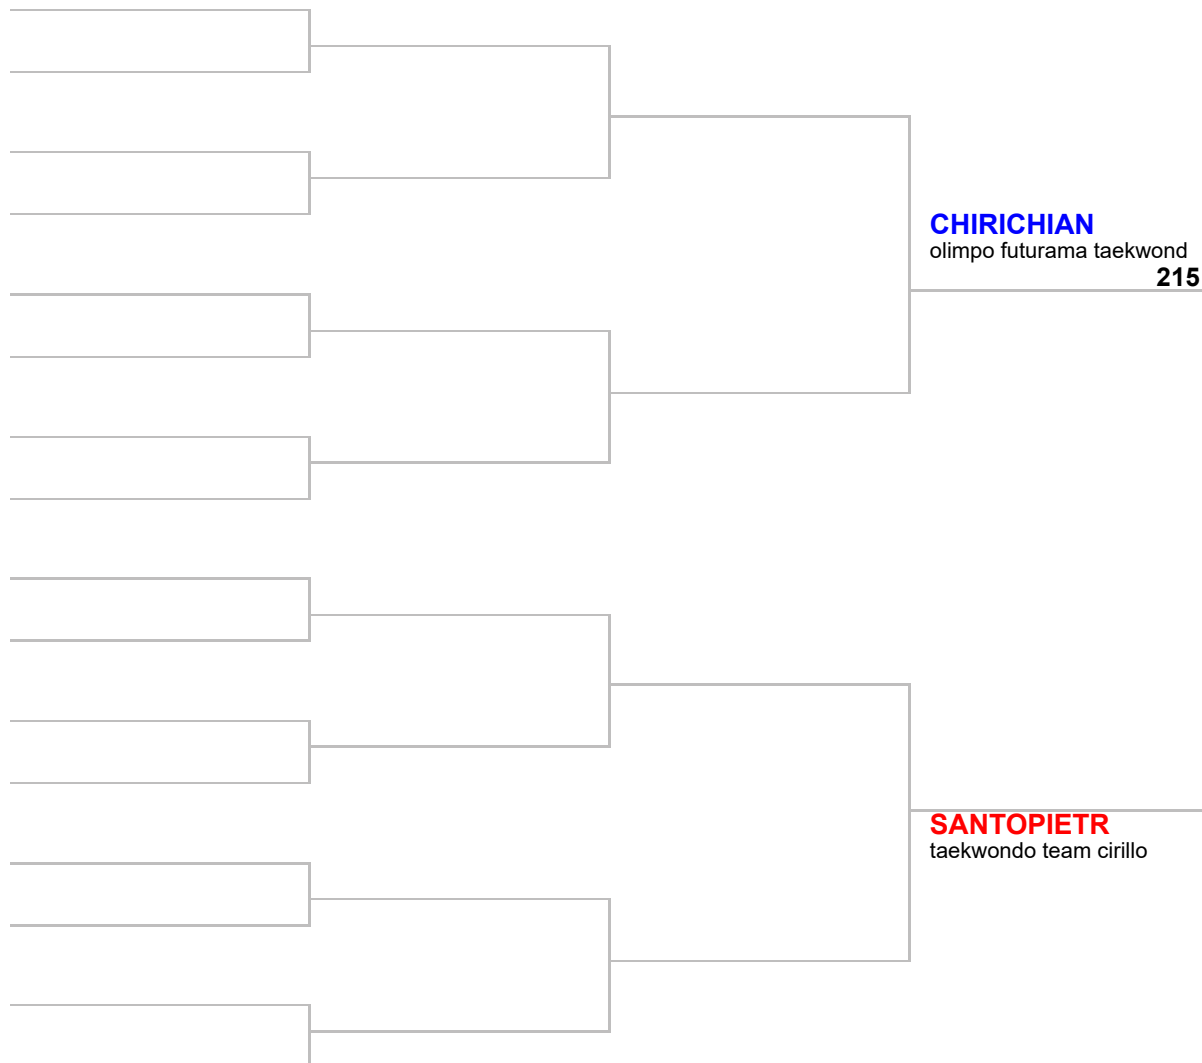 CHIRICHIAN
olimpo futurama taekwond
215
SANTOPIETR
taekwondo team cirillo